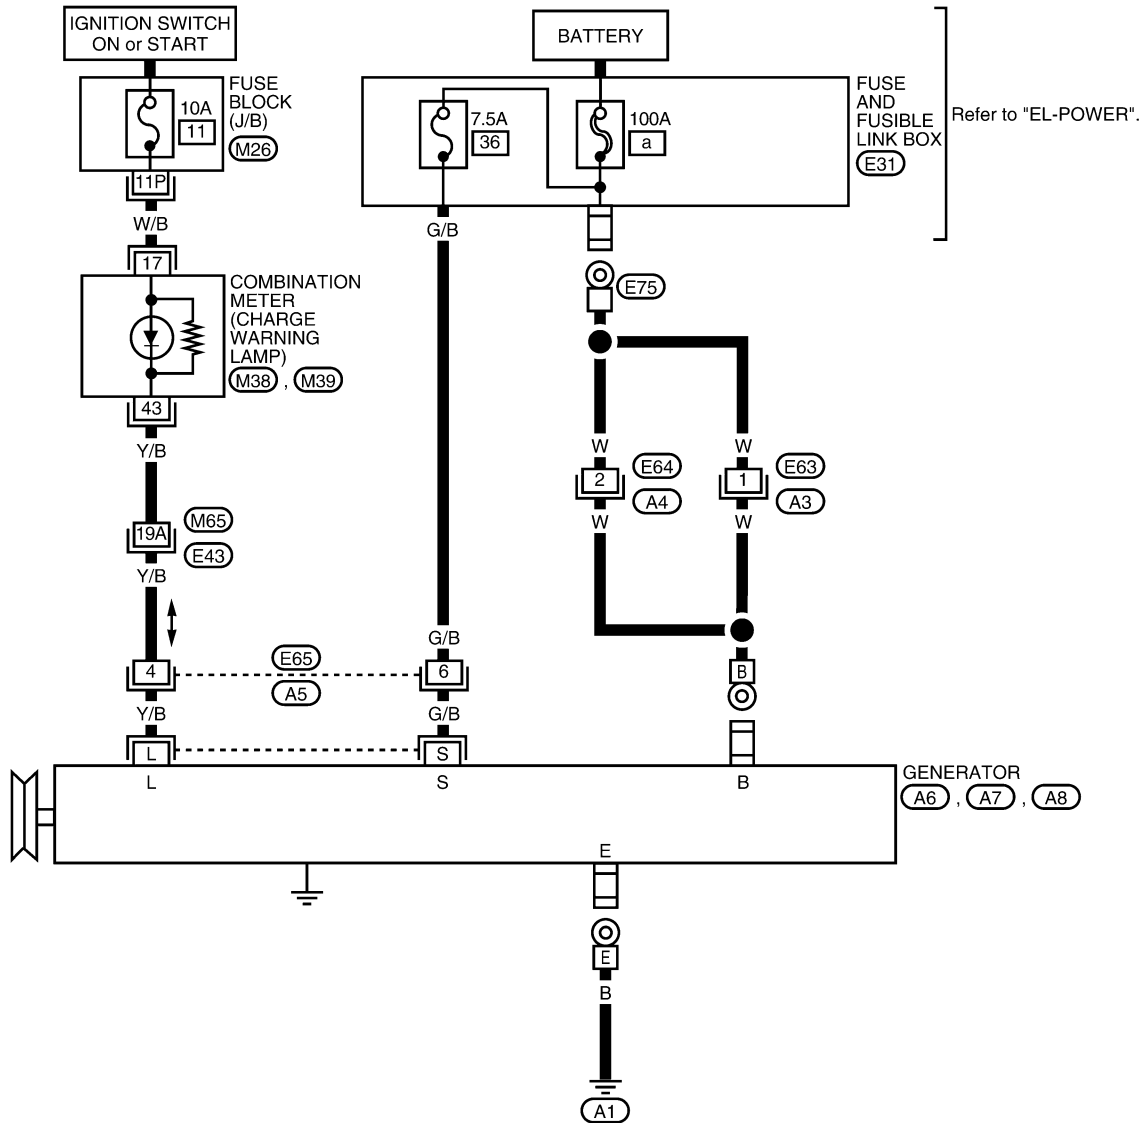 IGNITION SWITCH
ON or START
BATTERY
FUSE
BLOCK
(J/B)
M26
10A
11
7.5A
36
100A
a
FUSE
AND
FUSIBLE
LINK BOX
E31
Refer to "EL-POWER".
11P
W/B
G/B
17
COMBINATION
METER
(CHARGE
WARNING
LAMP)
M38 , M39
E75
43
Y/B
W
W
2
E64
A4
1
E63
A3
W
W
19A
M65
E43
Y/B
G/B
4
E65
A5
6
B
Y/B
G/B
L
S
L
S
B
GENERATOR
A6 , A7 , A8
E
E
B
A1